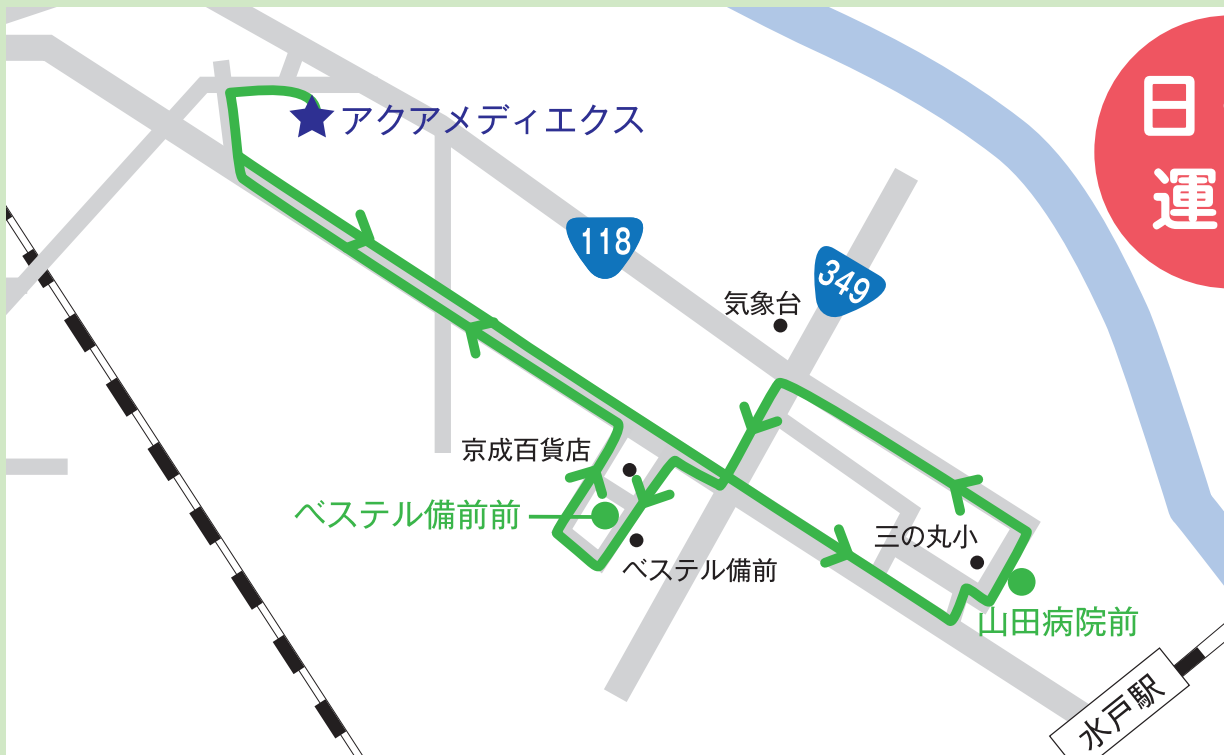 日
運
アクアメディエクス
118
349
気象台
京成百貨店
ベステル備前前
三の丸小
ベステル備前
山田病院前
水戸駅